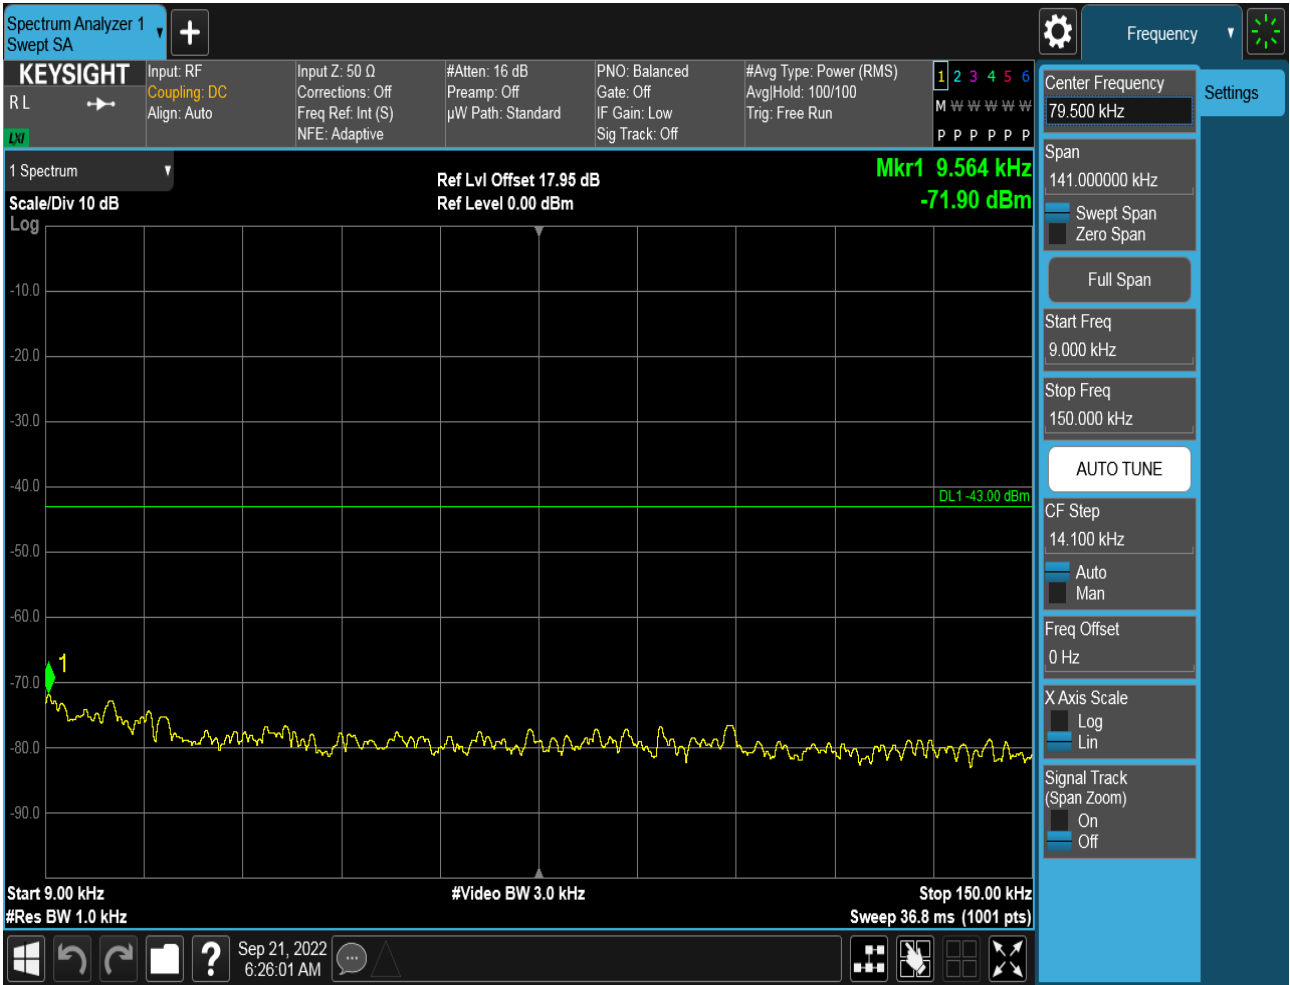 Spectrum Analyzer 1
Swept SA
Frequency
KEYSIGHT
R L
LXI
Input: RF
Coupling: DC
Align: Auto
Input Z: 50 Ω
Corrections: Off
Freq Ref: Int (S)
NFE: Adaptive
#Atten: 16 dB
Preamp: Off
µW Path: Standard
PNO: Balanced
Gate: Off
IF Gain: Low
Sig Track: Off
#Avg Type: Power (RMS)
Avg|Hold: 100/100
Trig: Free Run
1 2 3 4 5 6
M W W W W W
P P P P P P
1 Spectrum
Scale/Div 10 dB
Log
Ref Lvl Offset 17.95 dB
Ref Level 0.00 dBm
Mkr1 9.564 kHz
-71.90 dBm
-10.0
-20.0
-30.0
-40.0
DL1 -43.00 dBm
-50.0
-60.0
1
-70.0
-80.0
-90.0
Start 9.00 kHz
#Res BW 1.0 kHz
#Video BW 3.0 kHz
Stop 150.00 kHz
Sweep 36.8 ms (1001 pts)
Center Frequency
79.500 kHz
Settings
Span
141.000000 kHz
Swept Span
Zero Span
Full Span
Start Freq
9.000 kHz
Stop Freq
150.000 kHz
AUTO TUNE
CF Step
14.100 kHz
Auto
Man
Freq Offset
0 Hz
X Axis Scale
Log
Lin
Signal Track
(Span Zoom)
On
Off
?
Sep 21, 2022
6:26:01 AM